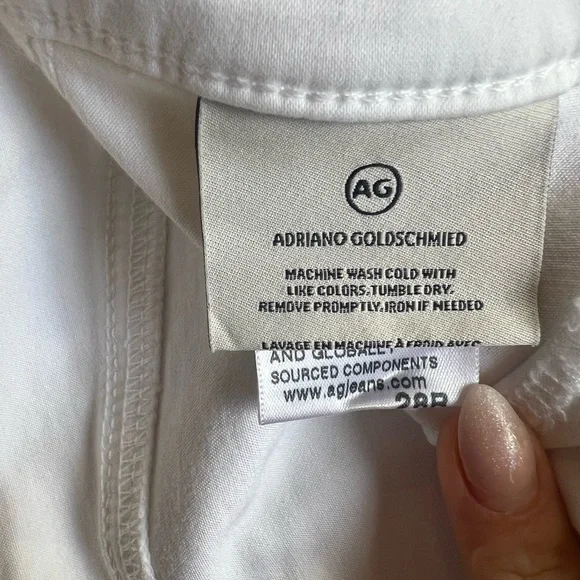 AG
ADRIANO GOLDSCHMIED
MACHINE WASH COLD WITH
LIKE COLORS. TUMBLE DRY.
REMOVE PROMPTLY. IRON IF NEEDED
LAVAGE EN MACHINE À FROID AVEC
AND GLOBALLY
SOURCED COMPONENTS
www.agjeans.com
28R